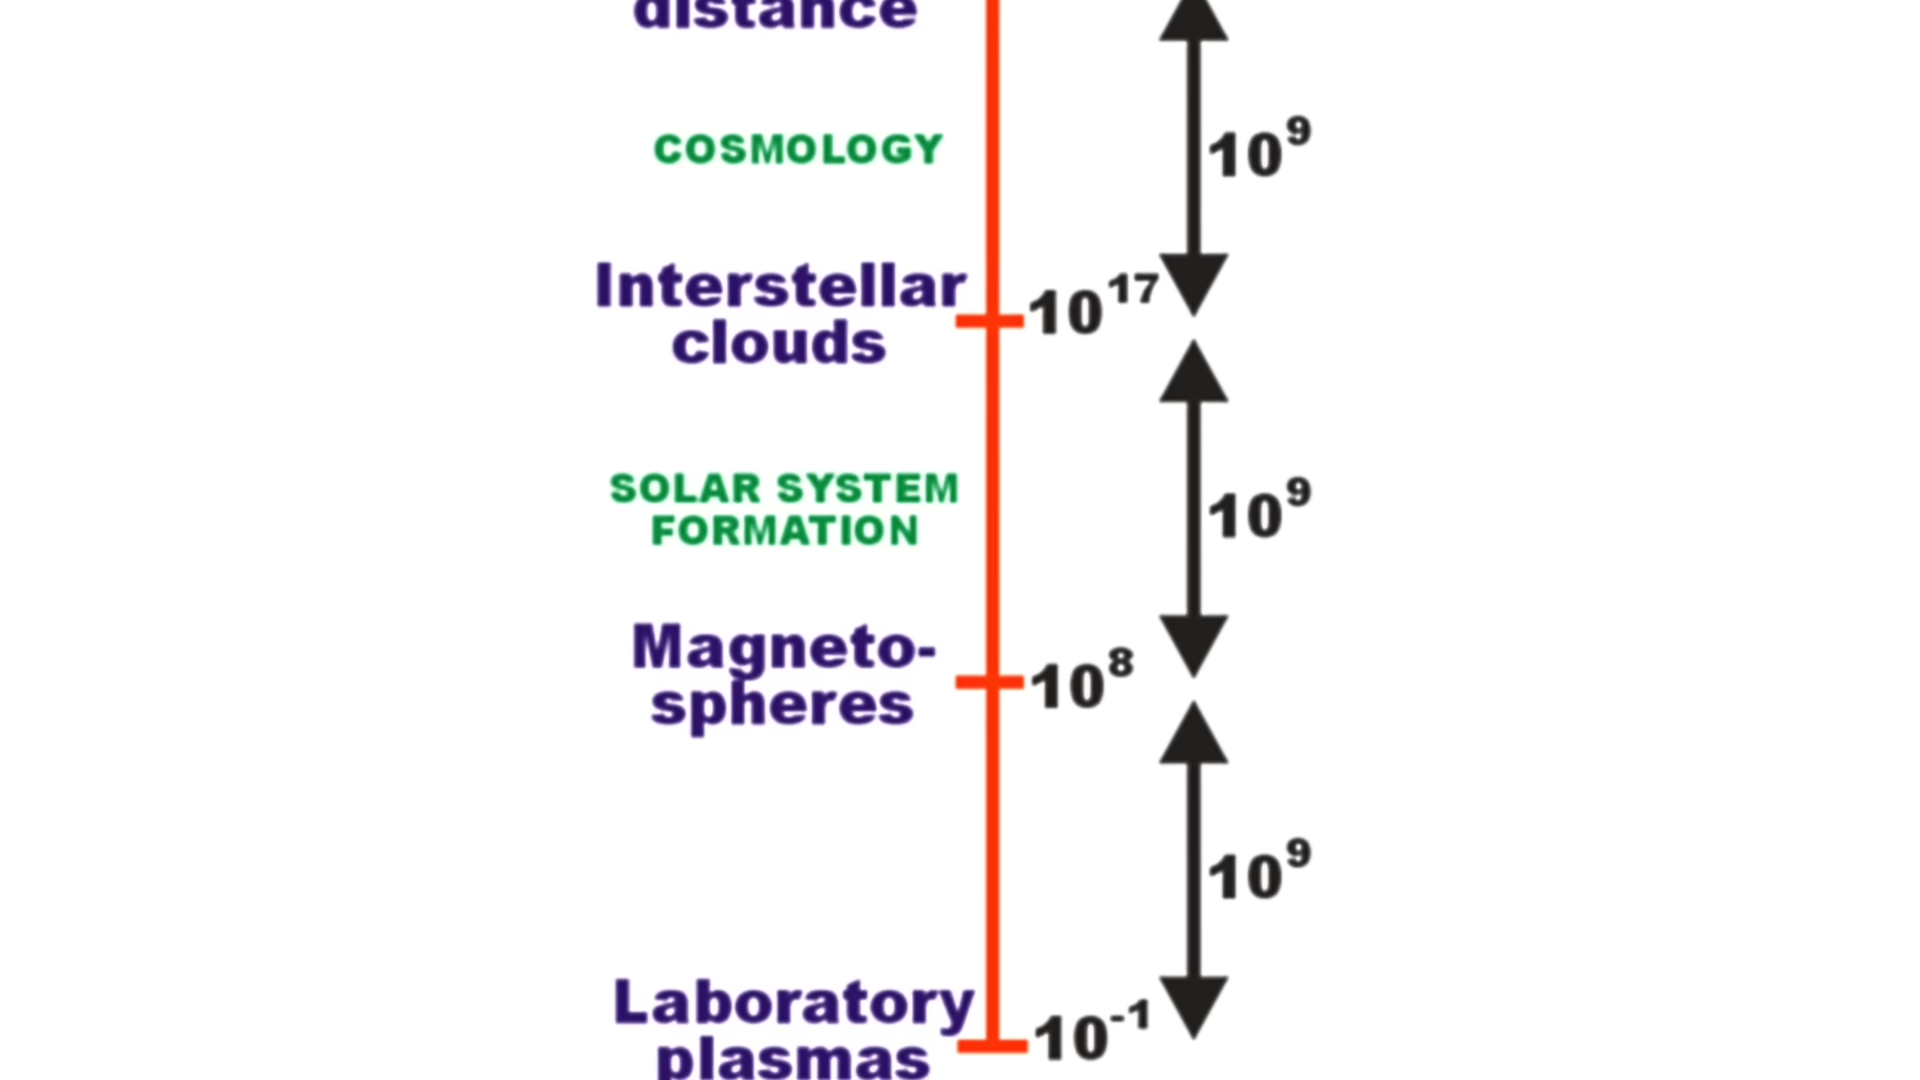 distance
COSMOLOGY
10⁹
Interstellar
clouds
10¹⁷
SOLAR SYSTEM
FORMATION
10⁹
Magneto-
spheres
10⁸
10⁹
Laboratory
plasmas
10⁻¹